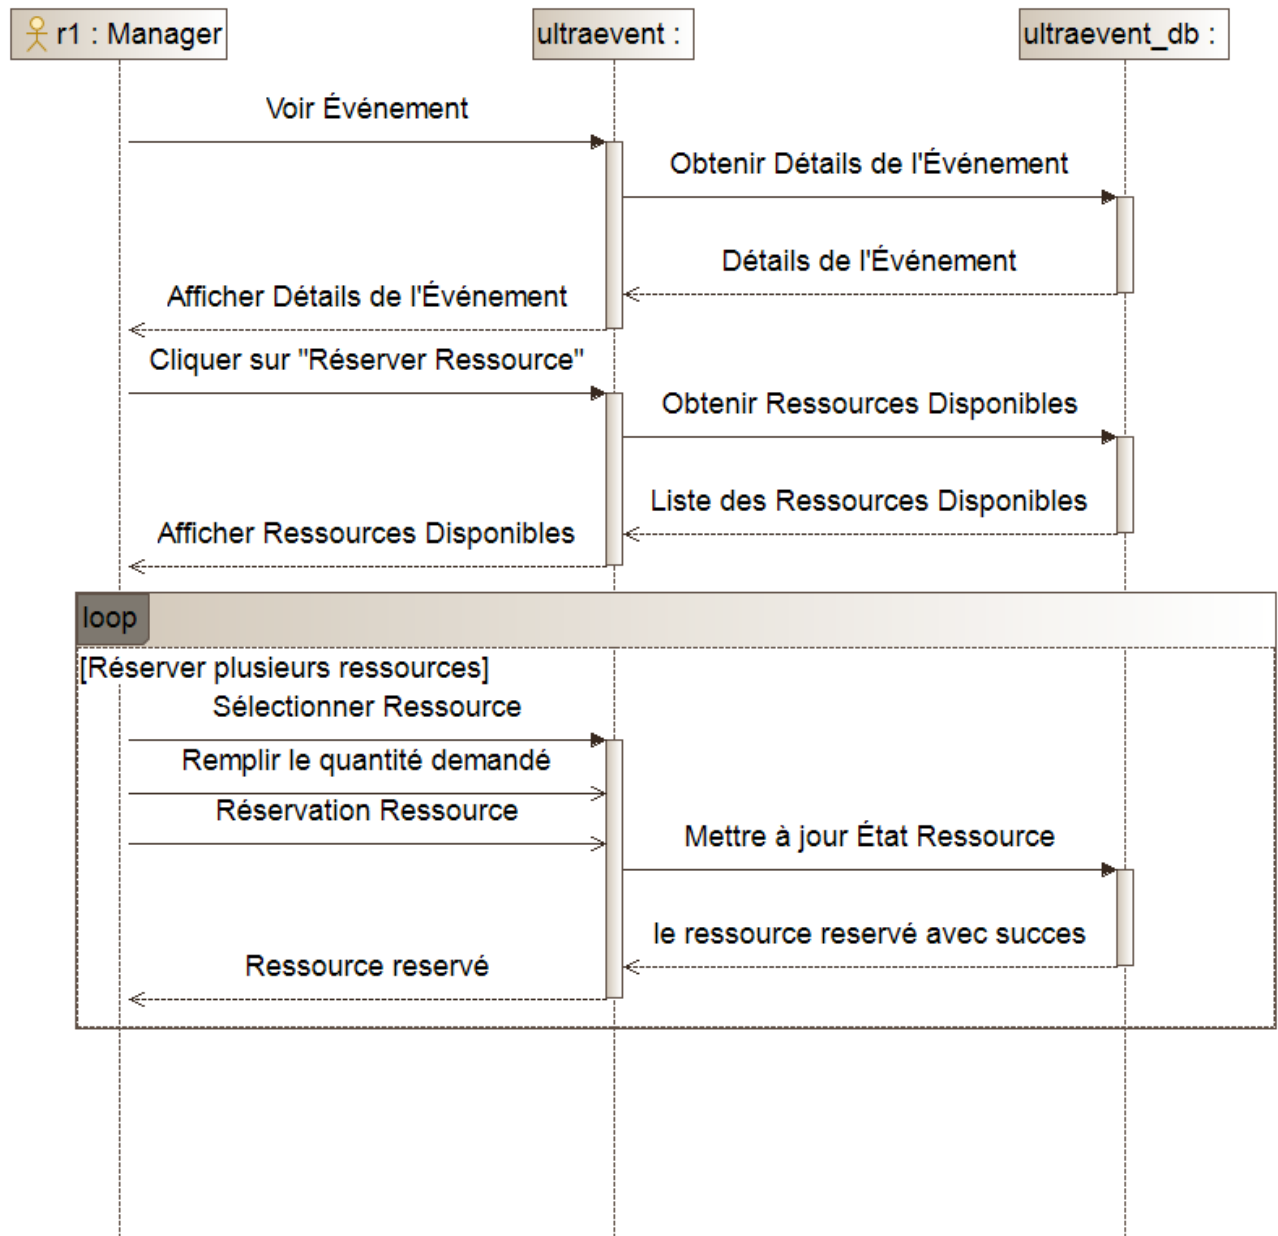 r1 : Manager
ultraevent :
ultraevent_db :
Voir Événement
Obtenir Détails de l'Événement
Détails de l'Événement
Afficher Détails de l'Événement
Cliquer sur "Réserver Ressource"
Obtenir Ressources Disponibles
Liste des Ressources Disponibles
Afficher Ressources Disponibles
loop
[Réserver plusieurs ressources]
Sélectionner Ressource
Remplir le quantité demandé
Réservation Ressource
Mettre à jour État Ressource
le ressource reservé avec succes
Ressource reservé